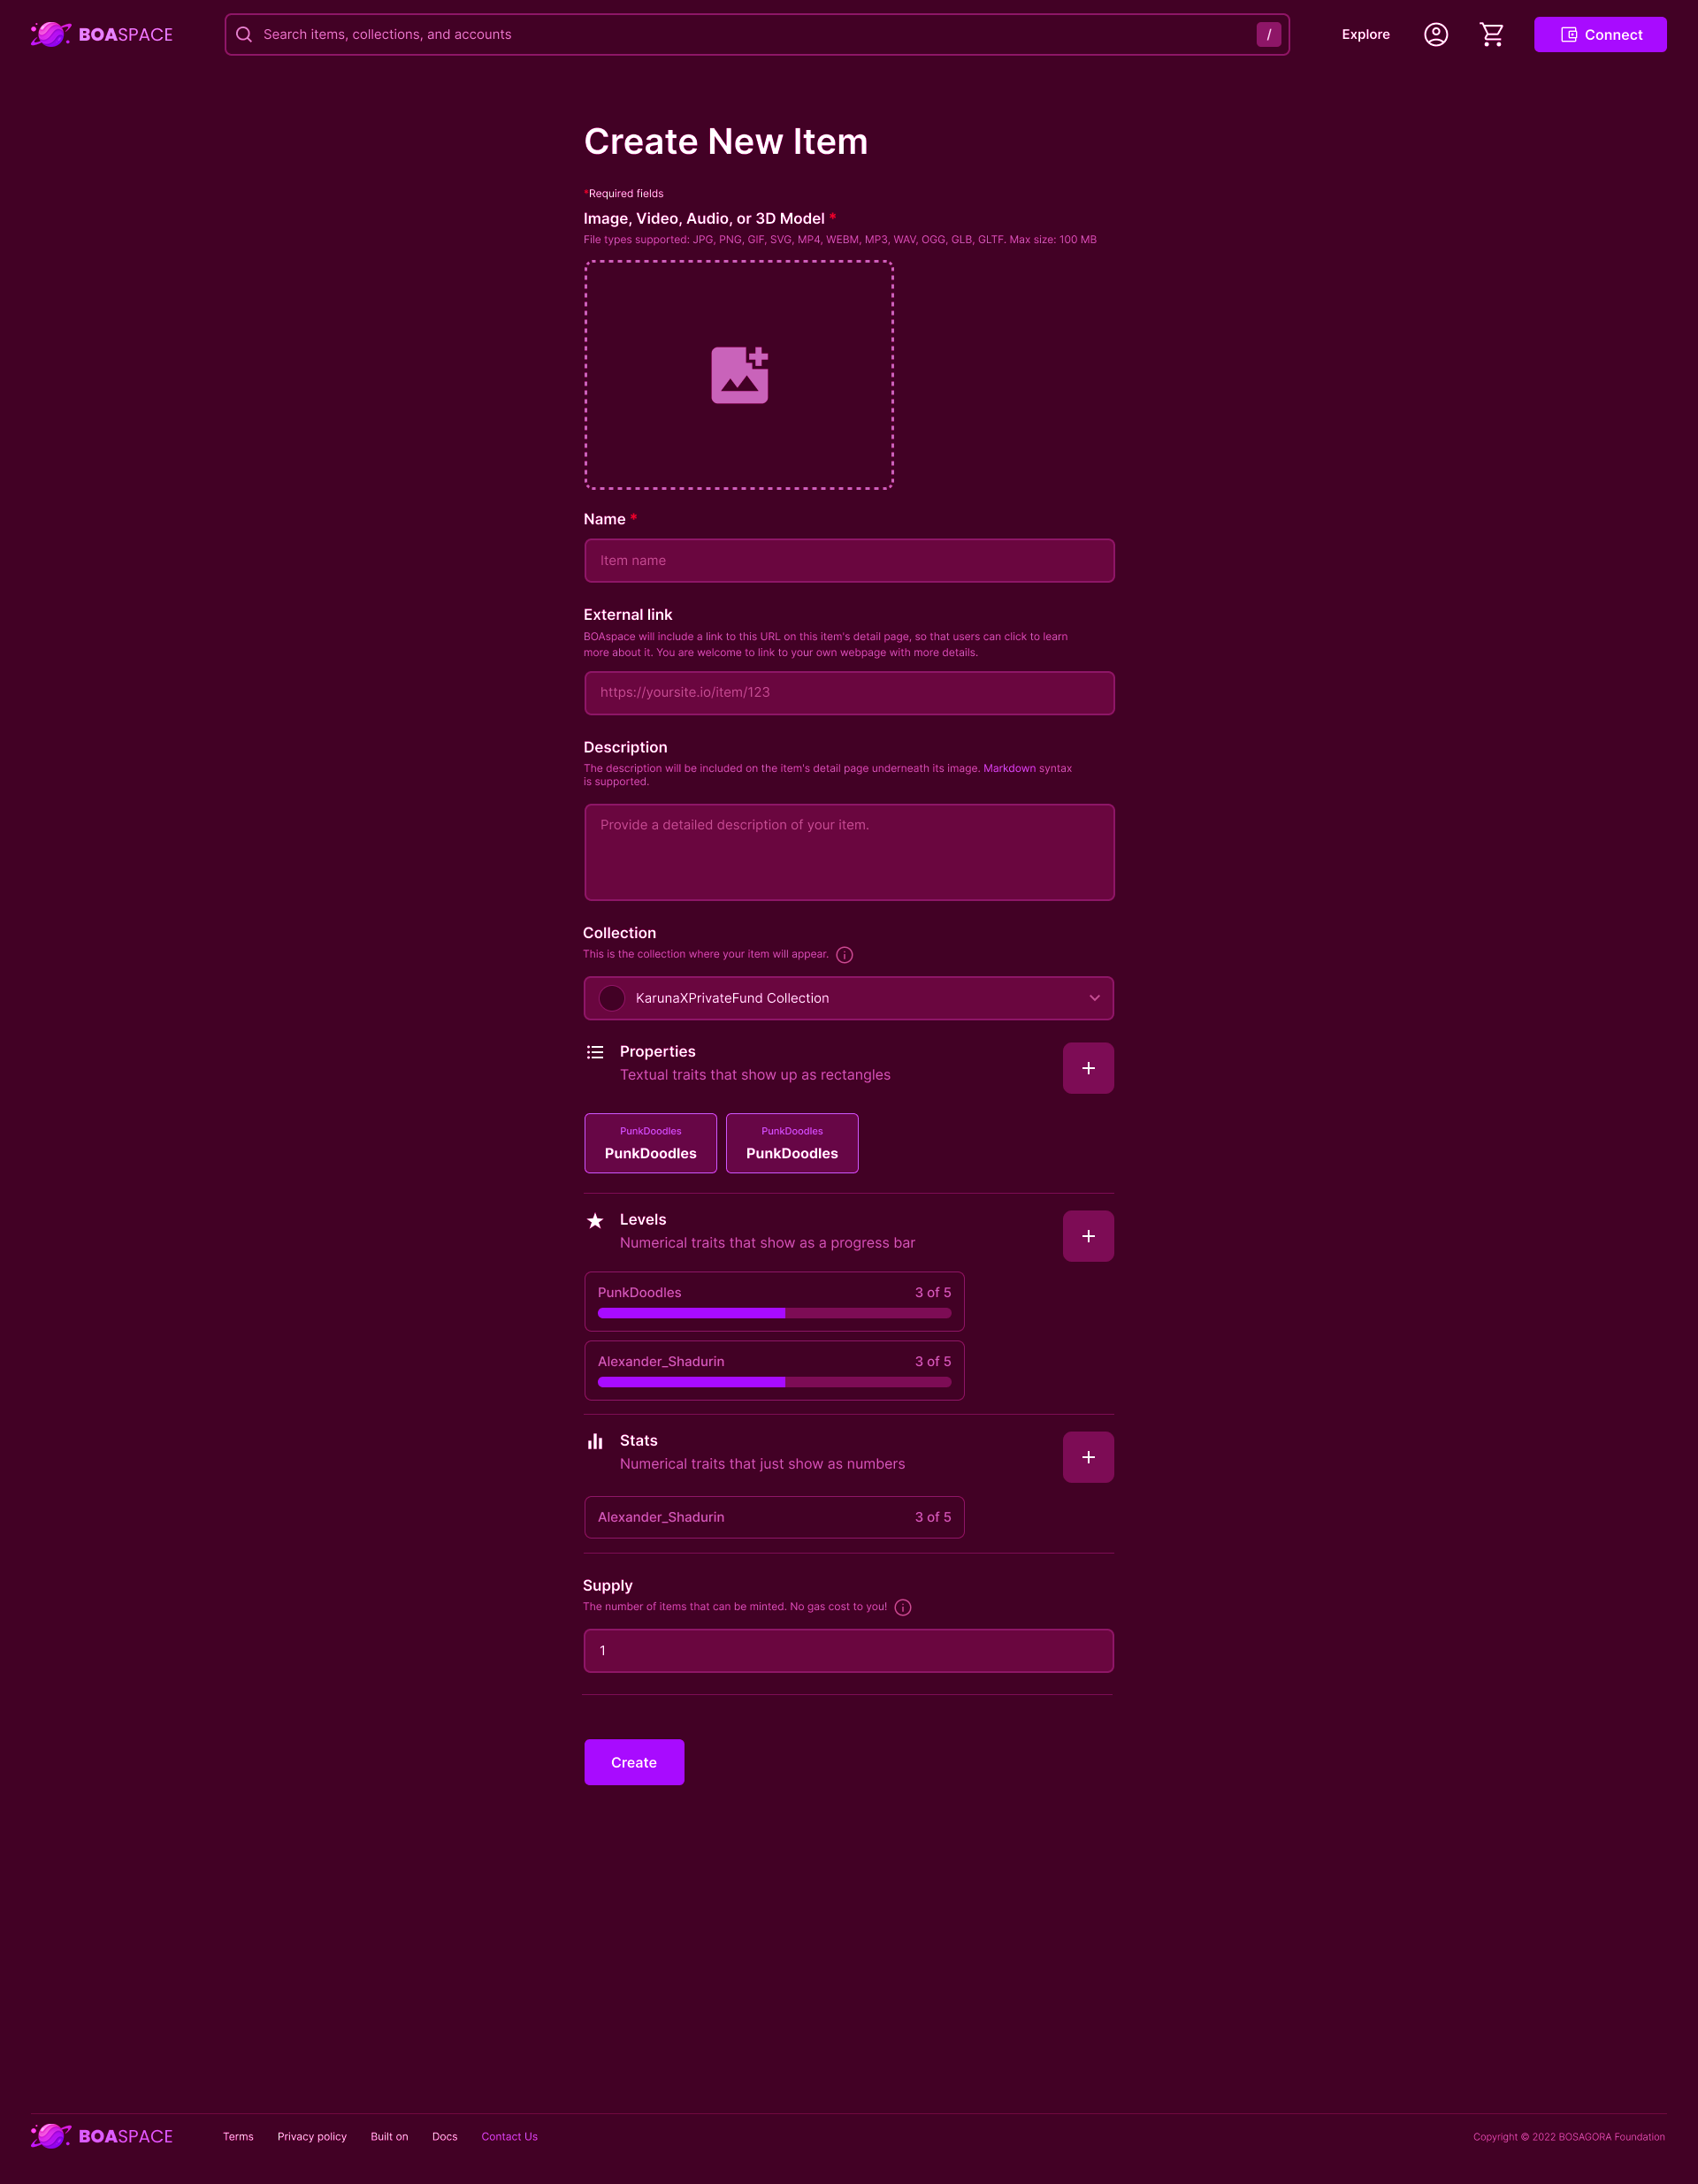 BOASPACE
Search items, collections, and accounts
/
Explore
Connect
Create New Item
*Required fields
Image, Video, Audio, or 3D Model *
File types supported: JPG, PNG, GIF, SVG, MP4, WEBM, MP3, WAV, OGG, GLB, GLTF. Max size: 100 MB
Name *
Item name
External link
BOAspace will include a link to this URL on this item's detail page, so that users can click to learn
more about it. You are welcome to link to your own webpage with more details.
https://yoursite.io/item/123
Description
The description will be included on the item's detail page underneath its image. Markdown syntax
is supported.
Provide a detailed description of your item.
Collection
This is the collection where your item will appear.
KarunaXPrivateFund Collection
Properties
Textual traits that show up as rectangles
PunkDoodles
PunkDoodles
PunkDoodles
PunkDoodles
Levels
Numerical traits that show as a progress bar
PunkDoodles 3 of 5
Alexander_Shadurin 3 of 5
Stats
Numerical traits that just show as numbers
Alexander_Shadurin 3 of 5
Supply
The number of items that can be minted. No gas cost to you!
1
Create
BOASPACE
Terms Privacy policy Built on Docs Contact Us
Copyright © 2022 BOSAGORA Foundation